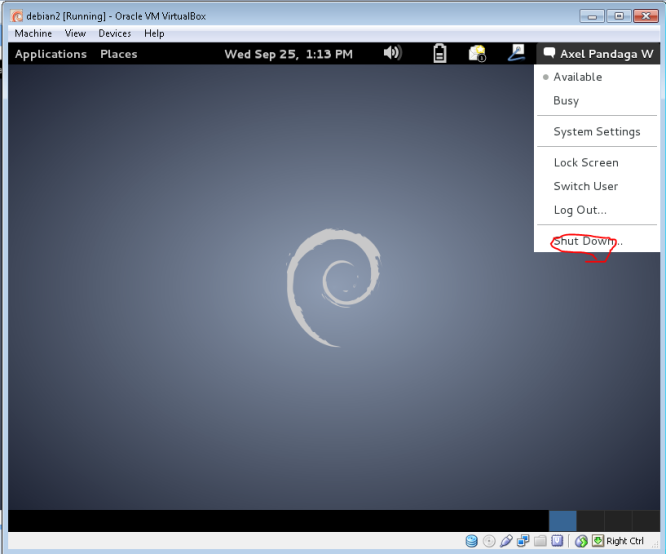 debian2 [Running] - Oracle VM VirtualBox
Machine View Devices Help
Applications Places Wed Sep 25, 1:13 PM Axel Pandaga W
Available
Busy
System Settings
Lock Screen
Switch User
Log Out...
Shut Down...
Right Ctrl